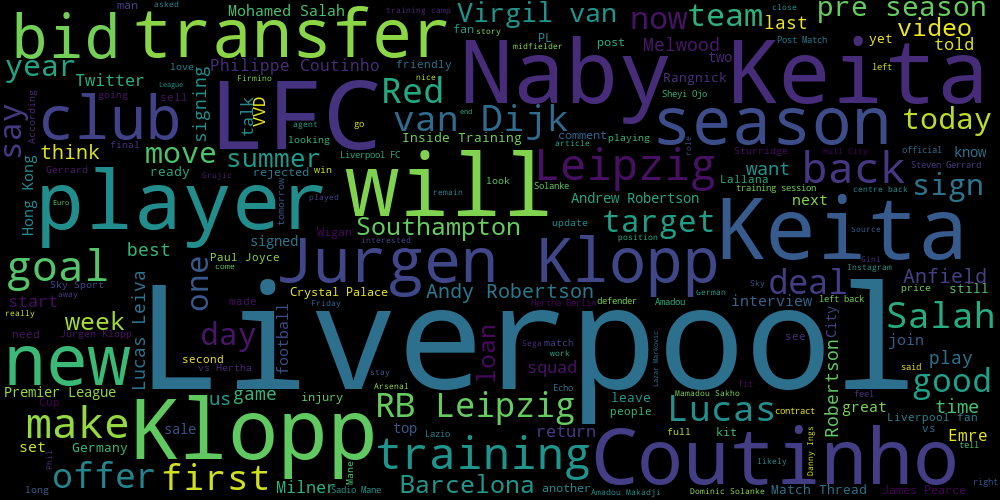 man
asked
training camp
close
Mohamed Salah
Virgil van
pre season
bid
transfer
fan
story
now
team
last
video
PL
midfielder
post
Post Match
yet
told
year
Philippe Coutinho
Melwood
two
left
Twitter
love
Firmino
League
nice
Rangnick
Naby Keita
According
going
sell
signing
LFC
VVD
talk
agent
go
looking
Red
end
Sheyi Ojo
say
club
van Dijk
season
today
final
Inside Training
comment
playing
article
role
Sturridge
Hull City
official
Steven Gerrard
think
move
summer
Liverpool FC
Leipzig
want
back
know
Gerrard
ready
Grujic
rejected
win
look
Solanke
Lallana
training session
centre back
sign
Hong Kong
player
tomorrow
played
will
remain
Andrew Robertson
next
Euro
Southampton
update
target
Keita
Wigan
position
best
signed
interested
Source
goal
Paul Joyce
come
Jurgen Klopp
Gini
Instagram
Sky Sport
away
one
Crystal Palace
Andy Robertson
German
Sky
deal
Anfield
price
still
start
Lucas Leiva
made
Friday
Hertha Berlin
defender
Amadou
interview
left back
Salah
really
week
day
football
Liverpool
City
join
need
Jurgen Klopp
loan
Sega
match
work
Lazar Markovic
see
new
second
vs Hertha
stay
squad
Echo
Robertson
play
said
Premier League
us
game
injury
Arsenal
Mamadou Sakho
fit
feel
good
Cup
RB Leipzig
leave
people
Lucas
contract
great
time
make
Klopp
sale
top
Lazio
return
full
kit
Liverpool fan
vs
Emre
set
Germany
Phil
training
Coutinho
Danny Ings
tell
offer
first
Mane
likely
long
Milner
Sadio Mane
Barcelona
another
Amadou Makadji
Dominic Solanke
Match Thread
James Pearce
right